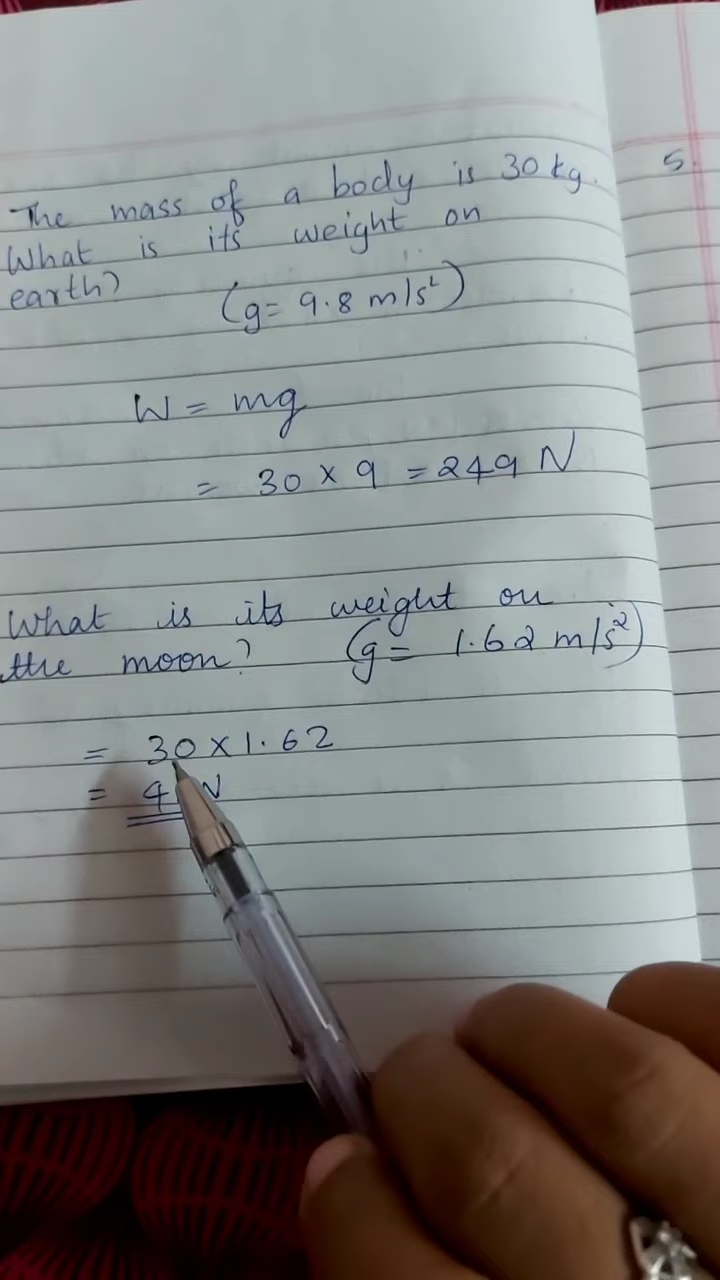 The mass of a body is 30 kg.
What is its weight on
earth?
(g = 9.8 m/s²)
W = mg
= 30 × 9 = 249 N
What is its weight on
the moon? (g = 1.62 m/s²)
= 30 × 1.62
= N
5.